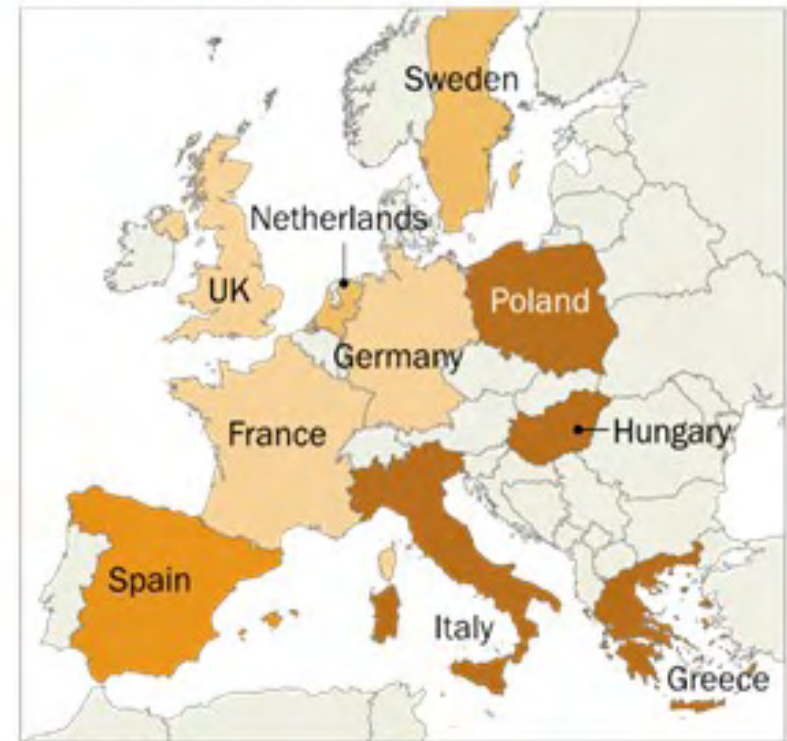 Sweden
Netherlands
UK
Poland
Germany
France
Hungary
Spain
Italy
Greece